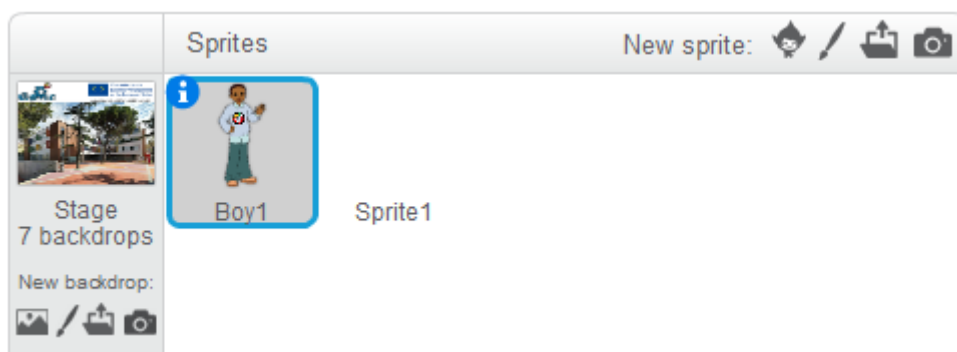 Sprites
New sprite:
Stage
7 backdrops
New backdrop:
Boy1
Sprite1